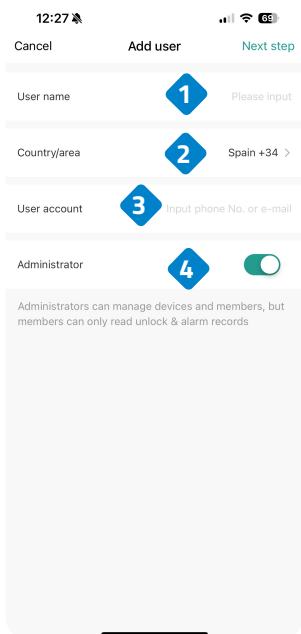 12:27
69
Cancel
Add user
Next step
User name
1
Please input
Country/area
2
Spain +34
User account
3
Input phone No. or e-mail
Administrator
4
Administrators can manage devices and members, but
members can only read unlock & alarm records